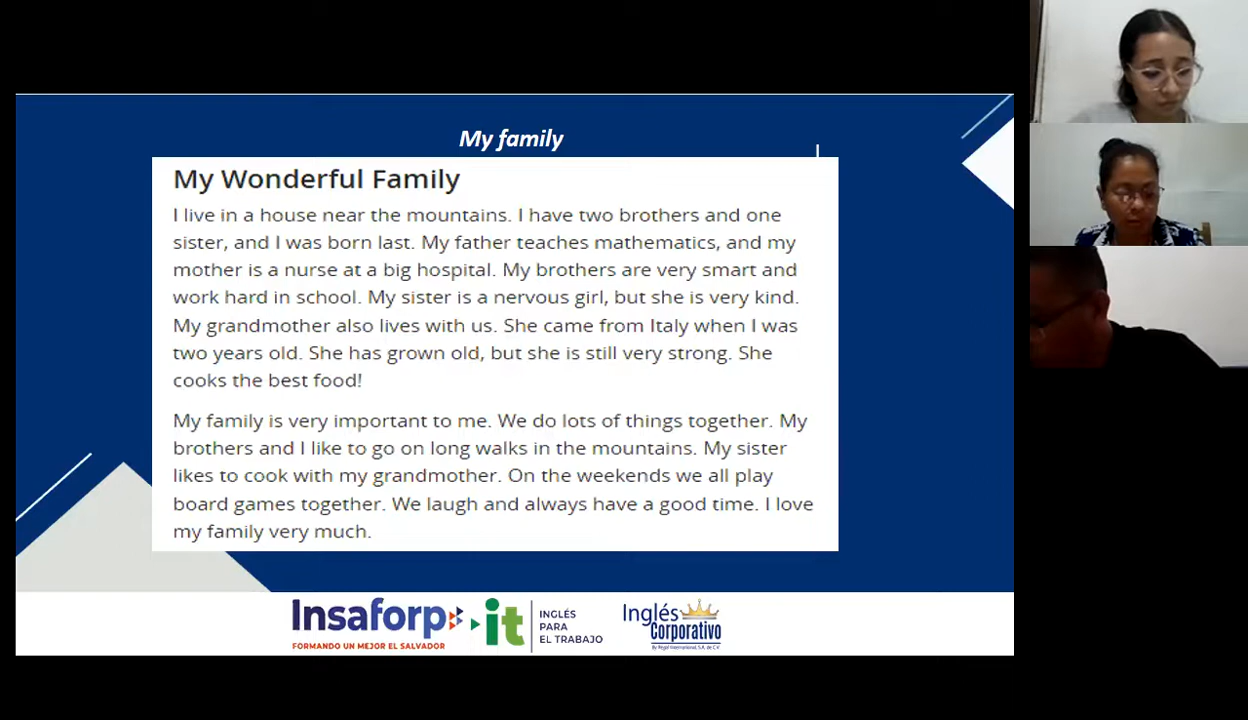 My family
My Wonderful Family
I live in a house near the mountains. I have two brothers and one
sister, and I was born last. My father teaches mathematics, and my
mother is a nurse at a big hospital. My brothers are very smart and
work hard in school. My sister is a nervous girl, but she is very kind.
My grandmother also lives with us. She came from Italy when I was
two years old. She has grown old, but she is still very strong. She
cooks the best food!
My family is very important to me. We do lots of things together. My
brothers and I like to go on long walks in the mountains. My sister
likes to cook with my grandmother. On the weekends we all play
board games together. We laugh and always have a good time. I love
my family very much.
Insaforp
FORMANDO UN MEJOR EL SALVADOR
it
INGLÉS
PARA
EL TRABAJO
Inglés
Corporativo
By Regal International, S.A. de C.V.